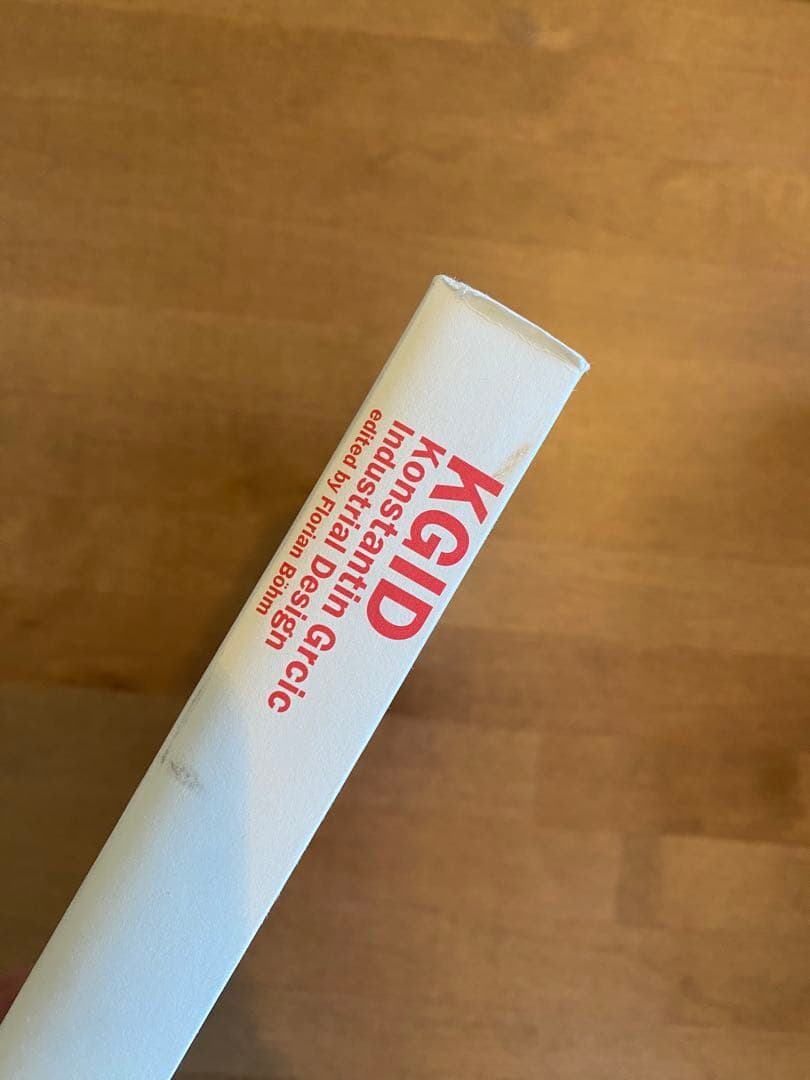 KGID
Konstantin Grcic
Industrial Design
edited by Florian Böhm